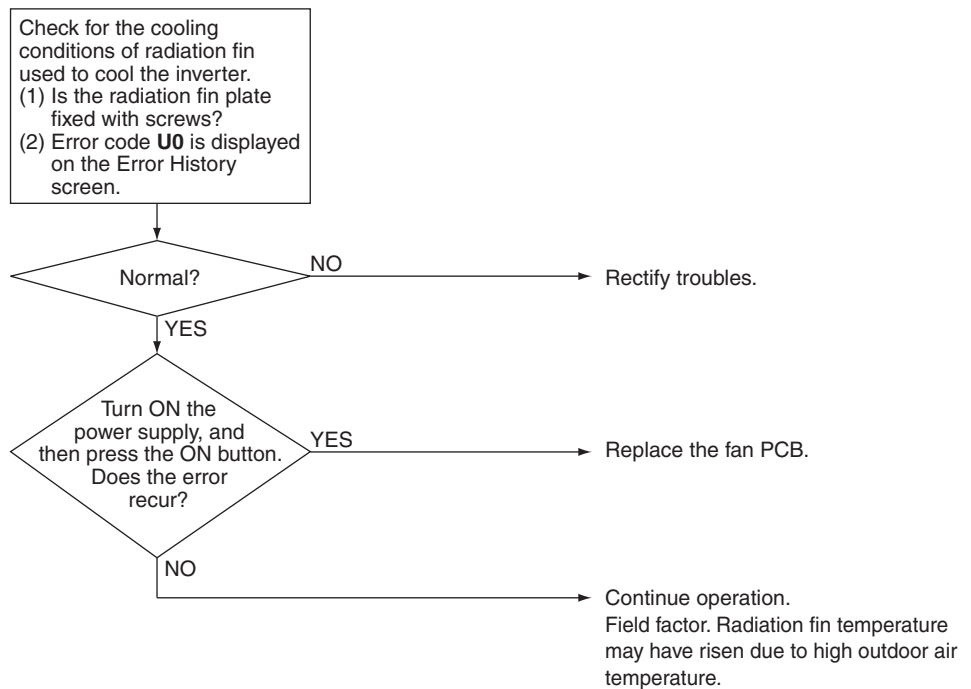 Check for the cooling
conditions of radiation fin
used to cool the inverter.
(1) Is the radiation fin plate
fixed with screws?
(2) Error code U0 is displayed
on the Error History
screen.
Normal?
NO
Rectify troubles.
YES
Turn ON the
power supply, and
then press the ON button.
Does the error
recur?
YES
Replace the fan PCB.
NO
Continue operation.
Field factor. Radiation fin temperature
may have risen due to high outdoor air
temperature.